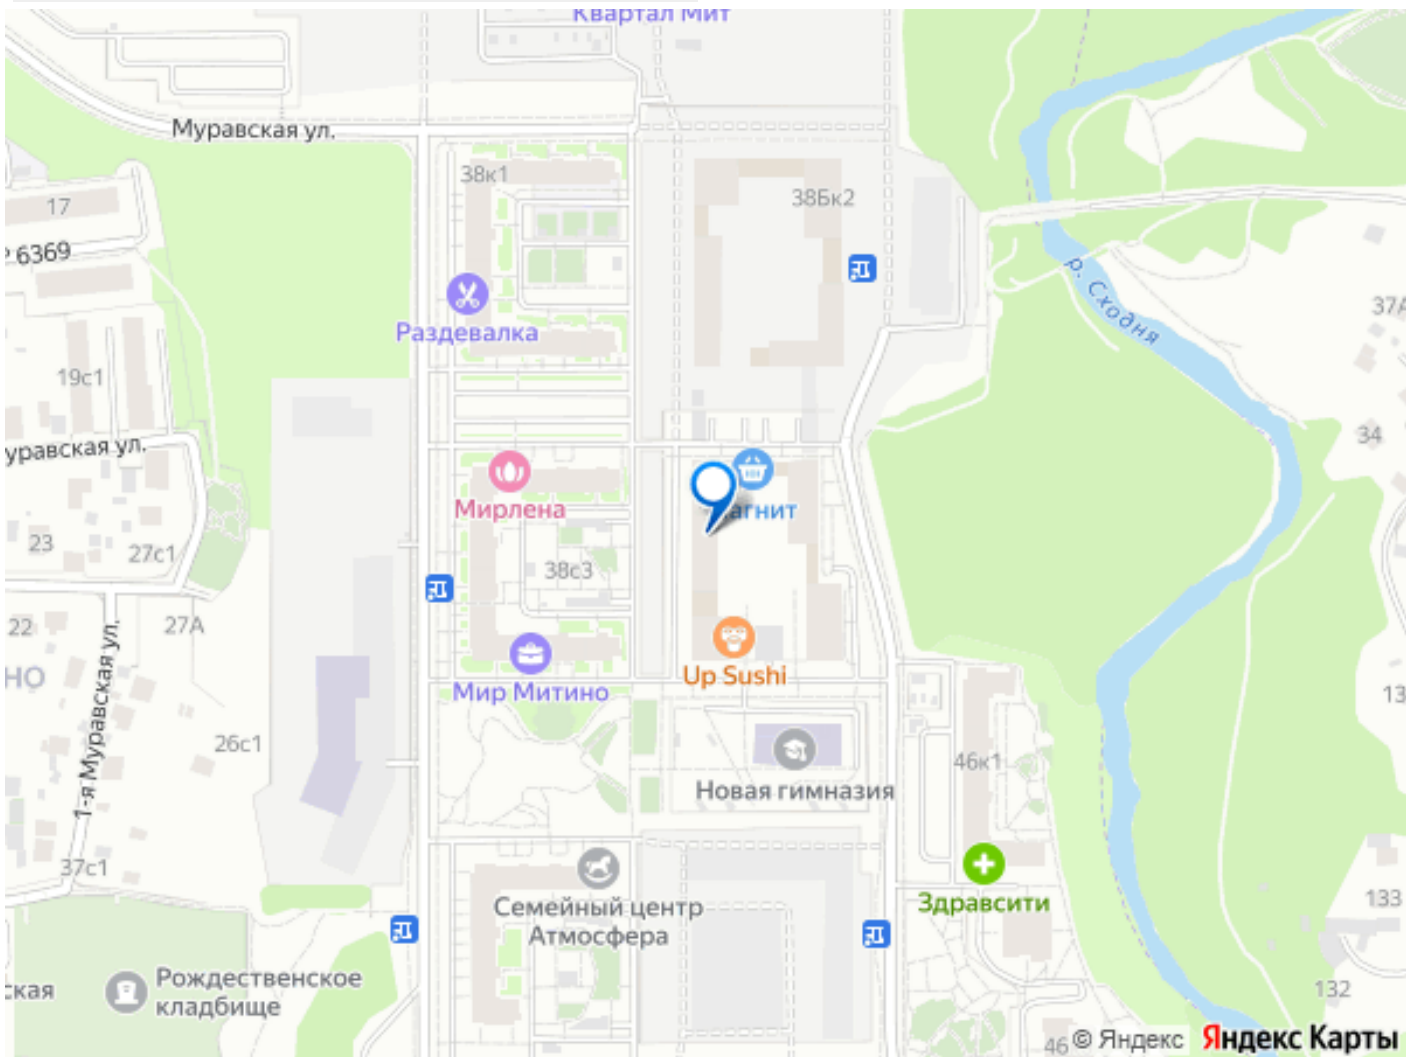 Квартал Мит
Муравская ул.
38к1
17
38Бк2
6369
р. Сходня
37А
Раздевалка
19с1
34
уравская ул.
Мирлена
агнит
23
27с1
38с3
22
27А
НО
Up Sushi
Мир Митино
13
1-я Муравская ул.
26с1
46к1
Новая гимназия
37с1
Здравсити
133
Семейный центр
Атмосфера
Рождественское
кладбище
ская
132
46
© Яндекс Яндекс Карты